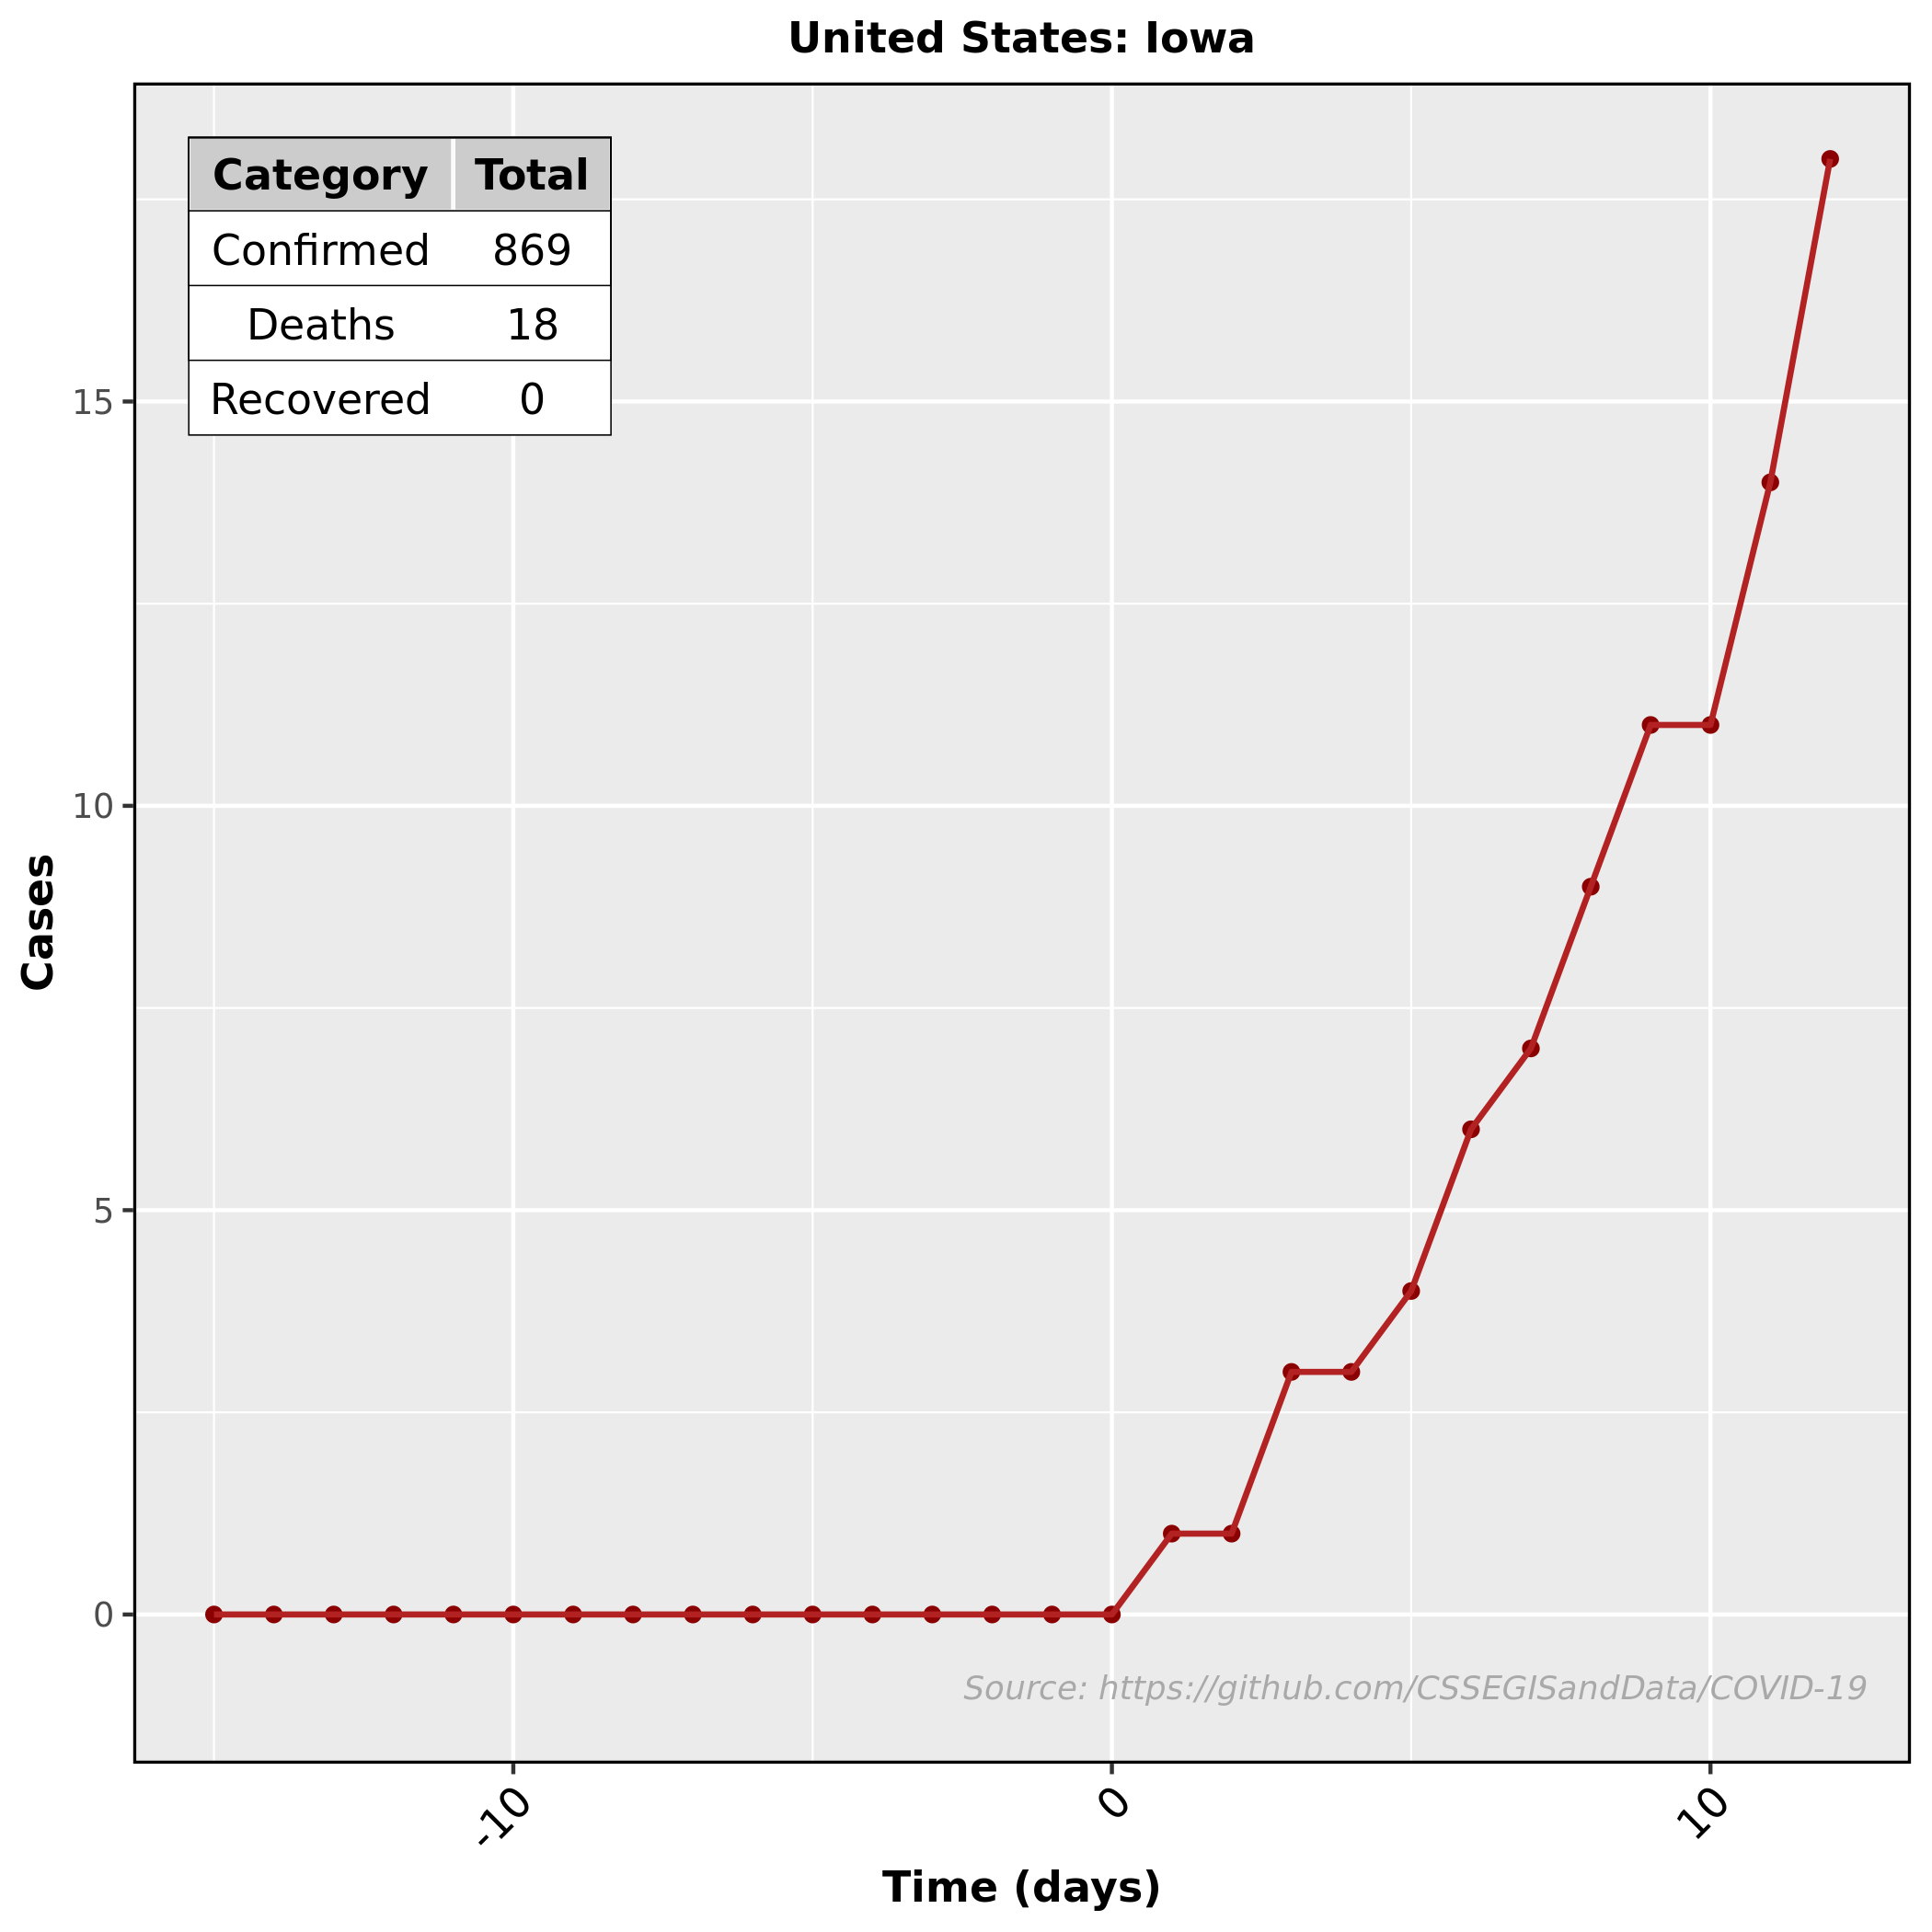 United States: Iowa
Category Total
Confirmed 869
Deaths 18
Recovered 0
15
10
5
0
Cases
Source: https://github.com/CSSEGISandData/COVID-19
-10 0 10
Time (days)